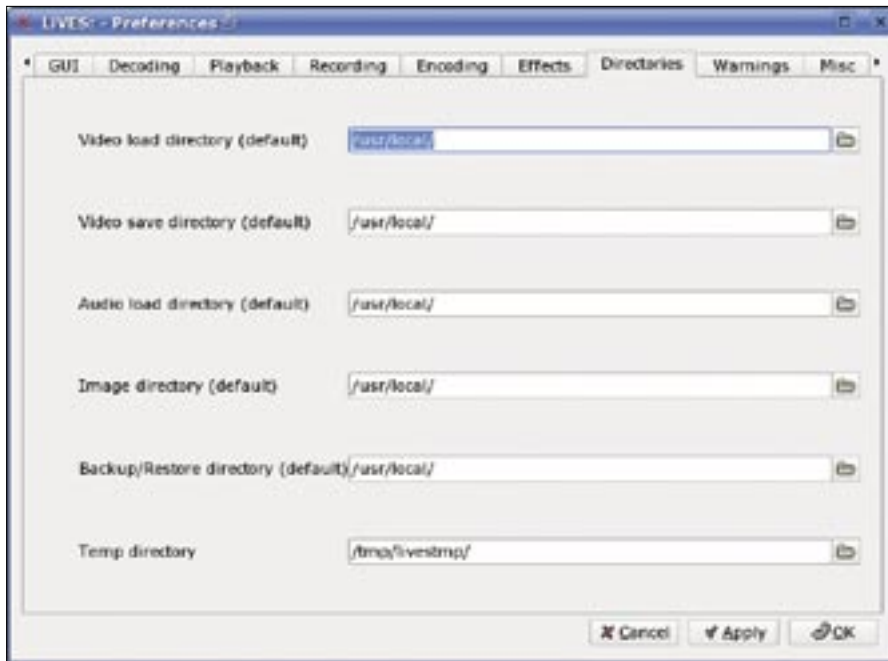 LiVES: - Preferences
GUI Decoding Playback Recording Encoding Effects Directories Warnings Misc
Video load directory (default) /usr/local/
Video save directory (default) /usr/local/
Audio load directory (default) /usr/local/
Image directory (default) /usr/local/
Backup/Restore directory (default) /usr/local/
Temp directory /tmp/livestmp/
Cancel Apply OK